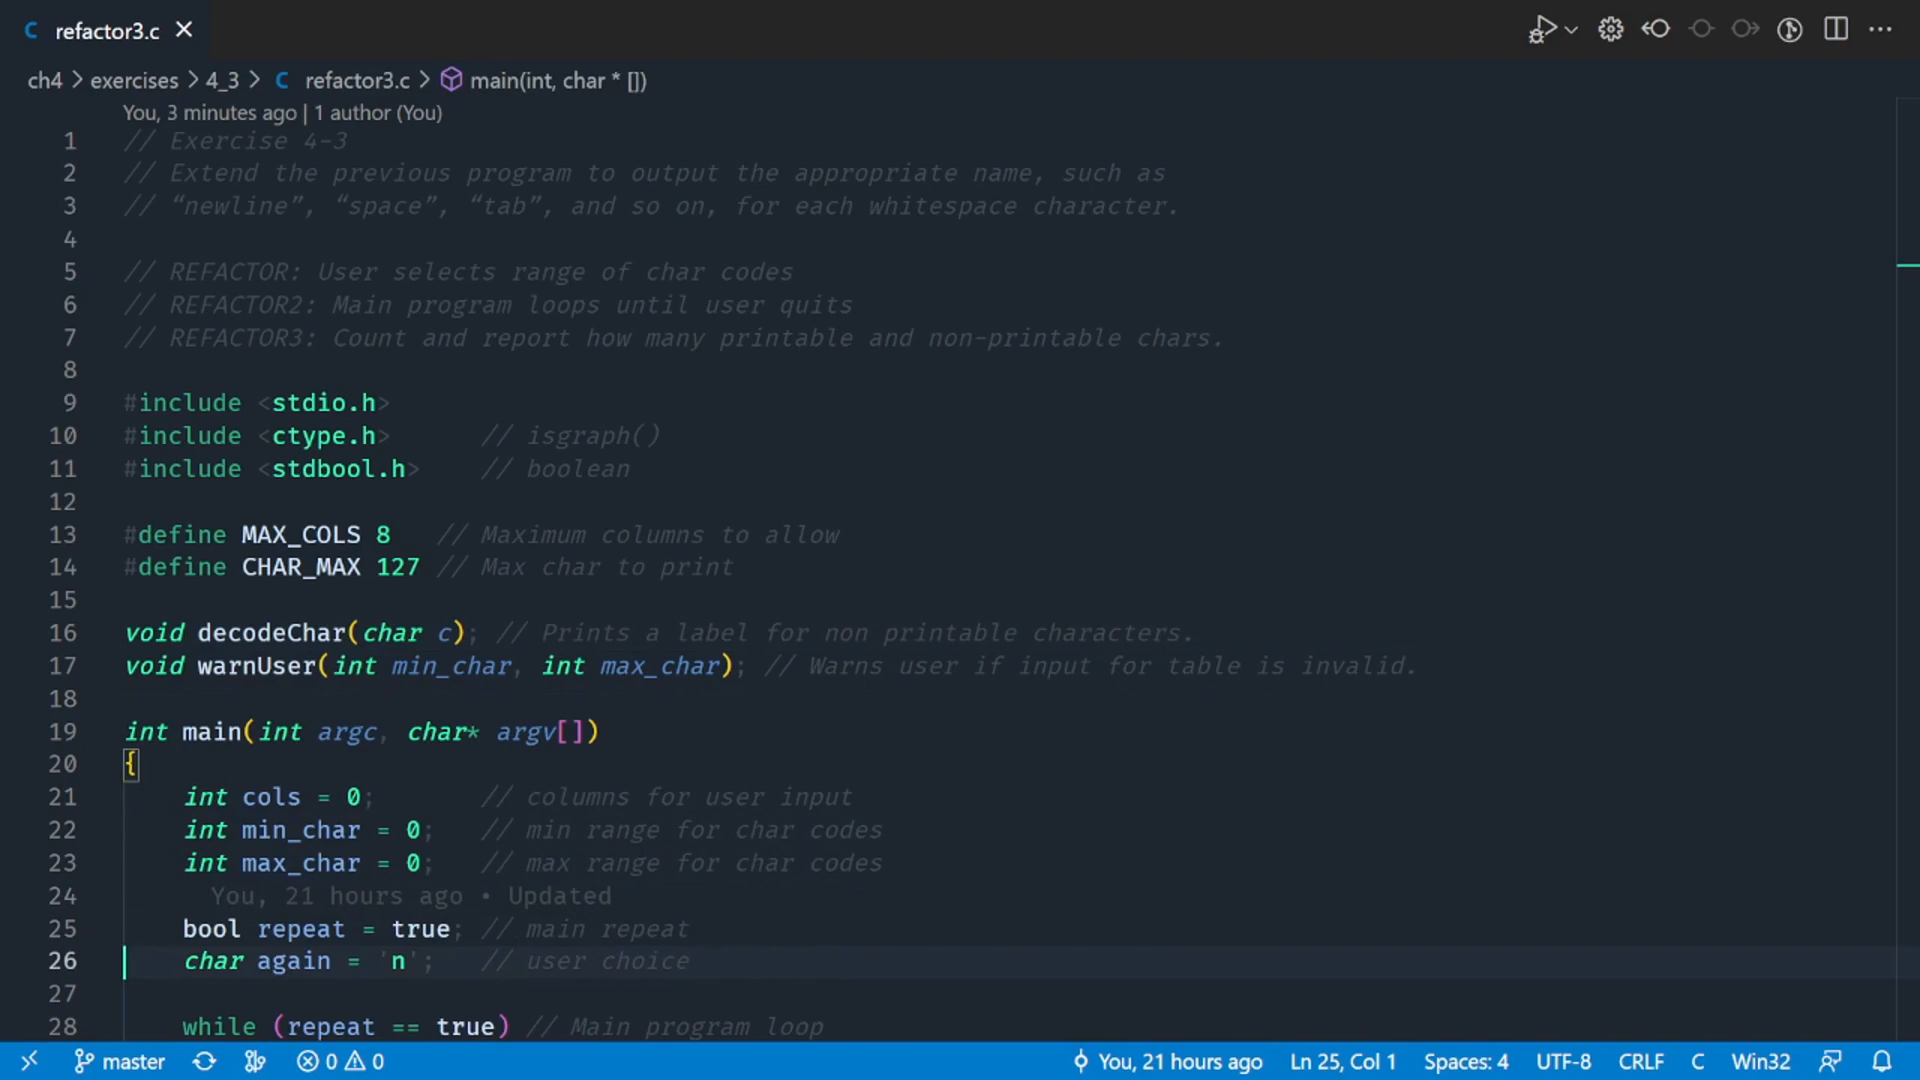 refactor3.c
ch4 > exercises > 4_3 > C refactor3.c > main(int, char * [])
You, 3 minutes ago | 1 author (You)
1 // Exercise 4-3
2 // Extend the previous program to output the appropriate name, such as
3 // “newline”, “space”, “tab”, and so on, for each whitespace character.
4
5 // REFACTOR: User selects range of char codes
6 // REFACTOR2: Main program loops until user quits
7 // REFACTOR3: Count and report how many printable and non-printable chars.
8
9 #include <stdio.h>
10 #include <ctype.h> // isgraph()
11 #include <stdbool.h> // boolean
12
13 #define MAX_COLS 8 // Maximum columns to allow
14 #define CHAR_MAX 127 // Max char to print
15
16 void decodeChar(char c); // Prints a label for non printable characters.
17 void warnUser(int min_char, int max_char); // Warns user if input for table is invalid.
18
19 int main(int argc, char* argv[])
20 {
21 int cols = 0; // columns for user input
22 int min_char = 0; // min range for char codes
23 int max_char = 0; // max range for char codes
24 You, 21 hours ago • Updated
25 bool repeat = true; // main repeat
26 char again = 'n'; // user choice
27
28 while (repeat == true) // Main program loop
master 0 0 You, 21 hours ago Ln 25, Col 1 Spaces: 4 UTF-8 CRLF C Win32